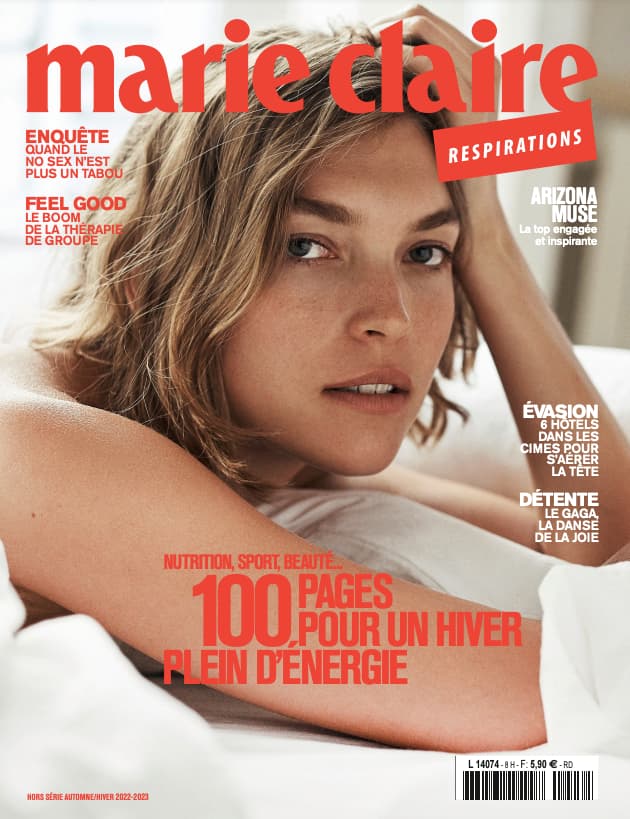 marie claire
RESPIRATIONS
ENQUÊTE
QUAND LE
NO SEX N'EST
PLUS UN TABOU
FEEL GOOD
LE BOOM
DE LA THÉRAPIE
DE GROUPE
ARIZONA
MUSE
La top engagée
et inspirante
ÉVASION
6 HÔTELS
DANS LES
CIMES POUR
S'AÉRER
LA TÊTE
DÉTENTE
LE GAGA,
LA DANSE
DE LA JOIE
NUTRITION, SPORT, BEAUTÉ...
100 PAGES
POUR UN HIVER
PLEIN D'ÉNERGIE
L 14074 - 8 H - F: 5,90 € - RD
HORS SÉRIE AUTOMNE/HIVER 2022-2023